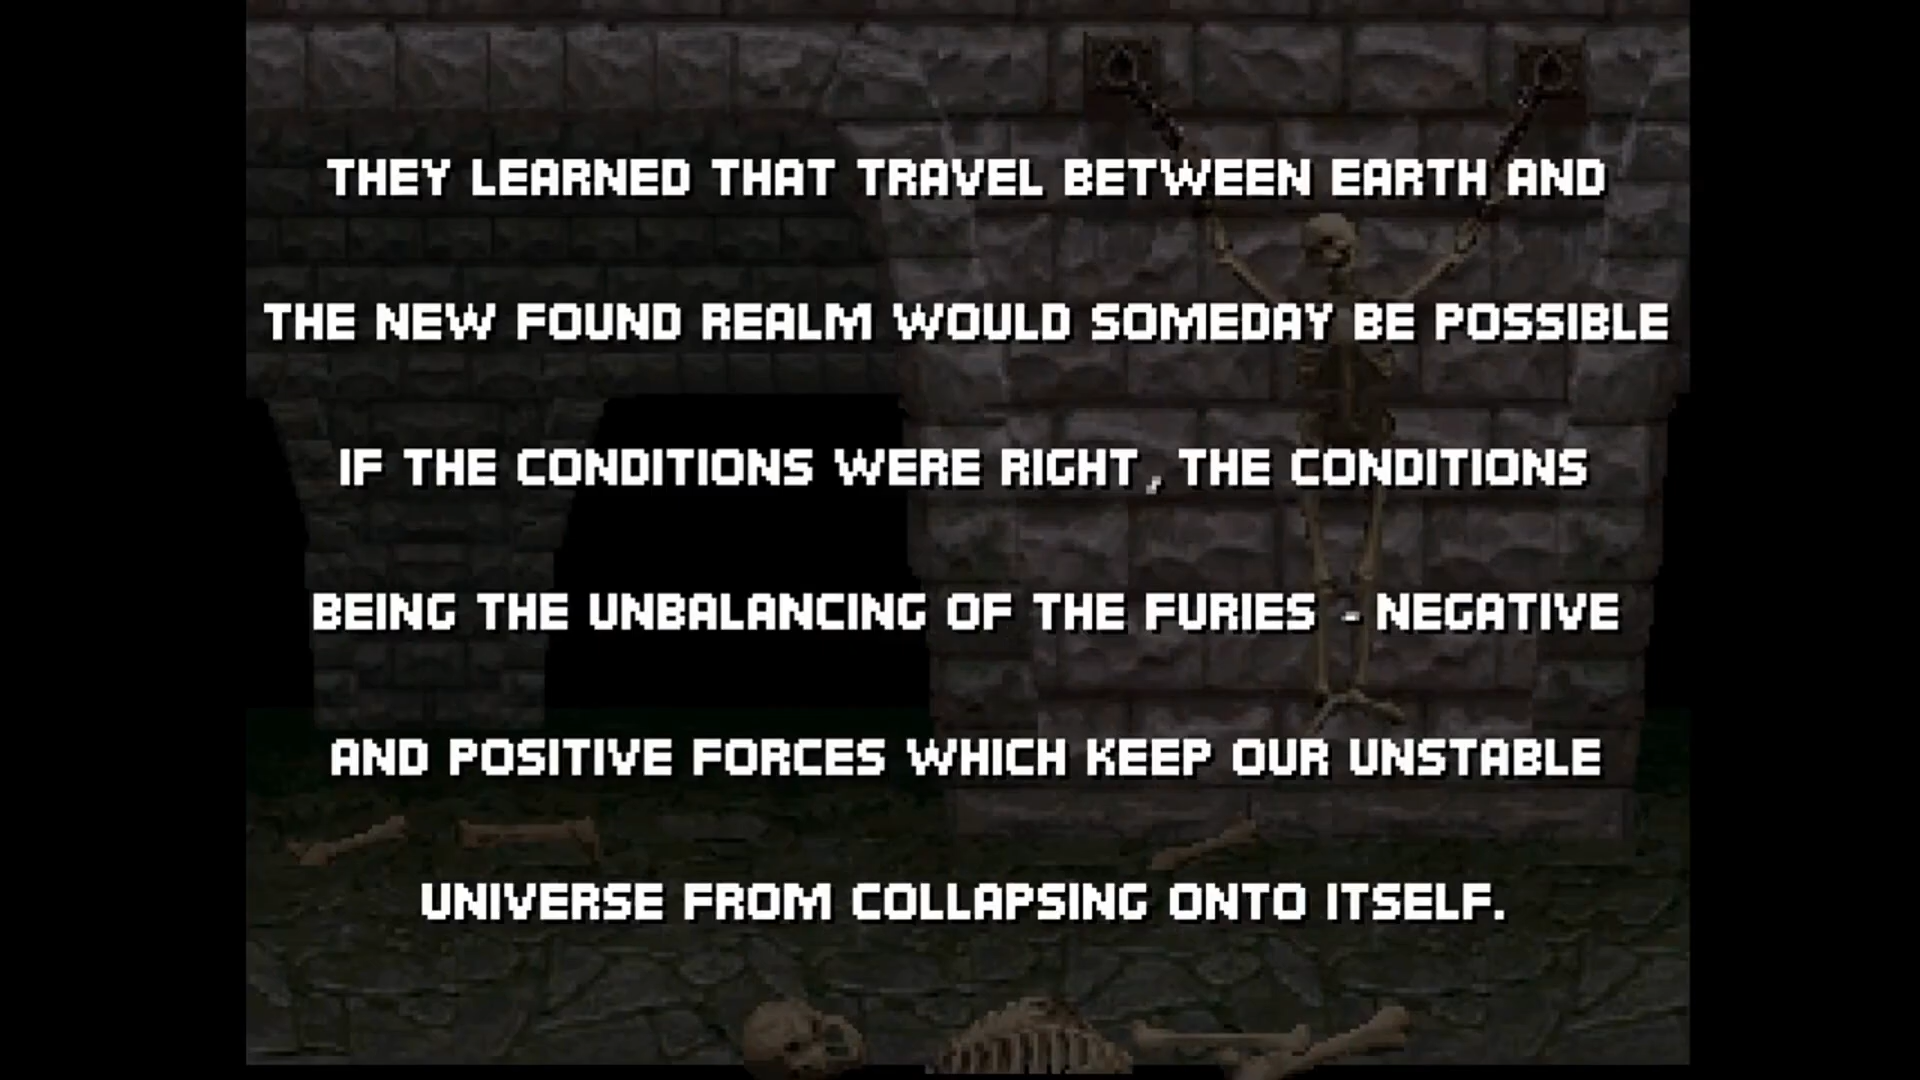 THEY LEARNED THAT TRAVEL BETWEEN EARTH AND
THE NEW FOUND REALM WOULD SOMEDAY BE POSSIBLE
IF THE CONDITIONS WERE RIGHT, THE CONDITIONS
BEING THE UNBALANCING OF THE FURIES - NEGATIVE
AND POSITIVE FORCES WHICH KEEP OUR UNSTABLE
UNIVERSE FROM COLLAPSING ONTO ITSELF.